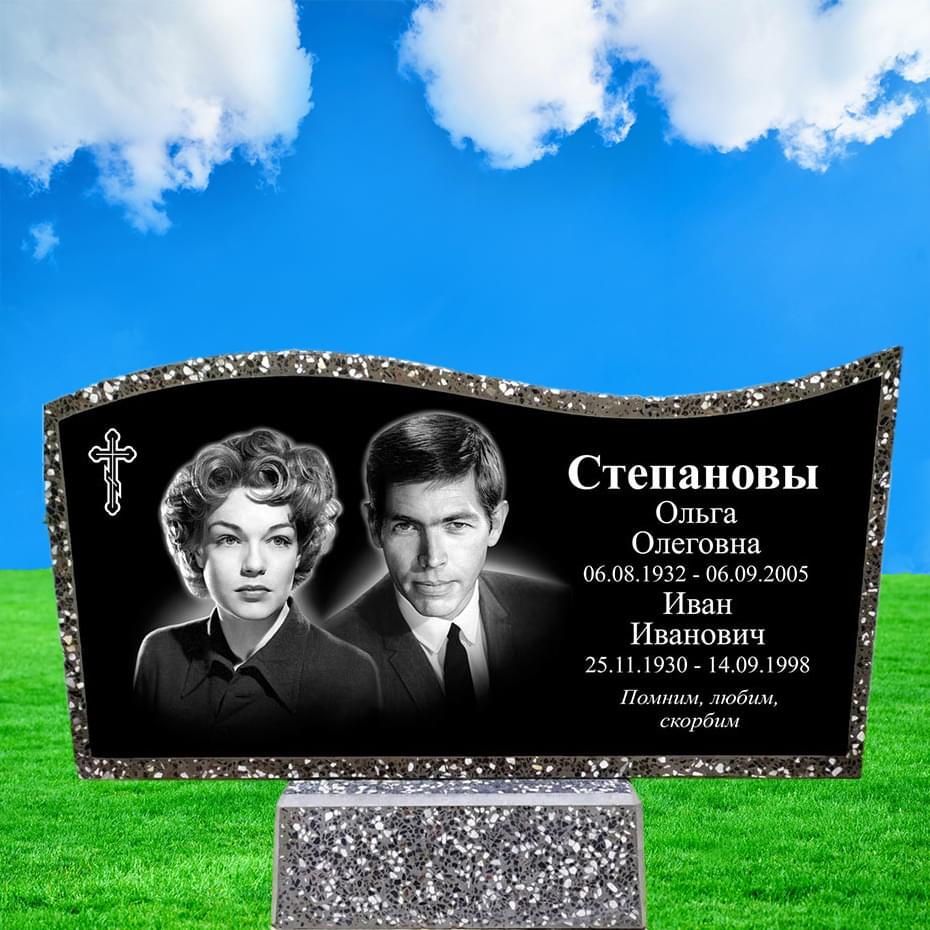 Степановы
Ольга
Олеговна
06.08.1932 - 06.09.2005
Иван
Иванович
25.11.1930 - 14.09.1998
Помним, любим,
скорбим